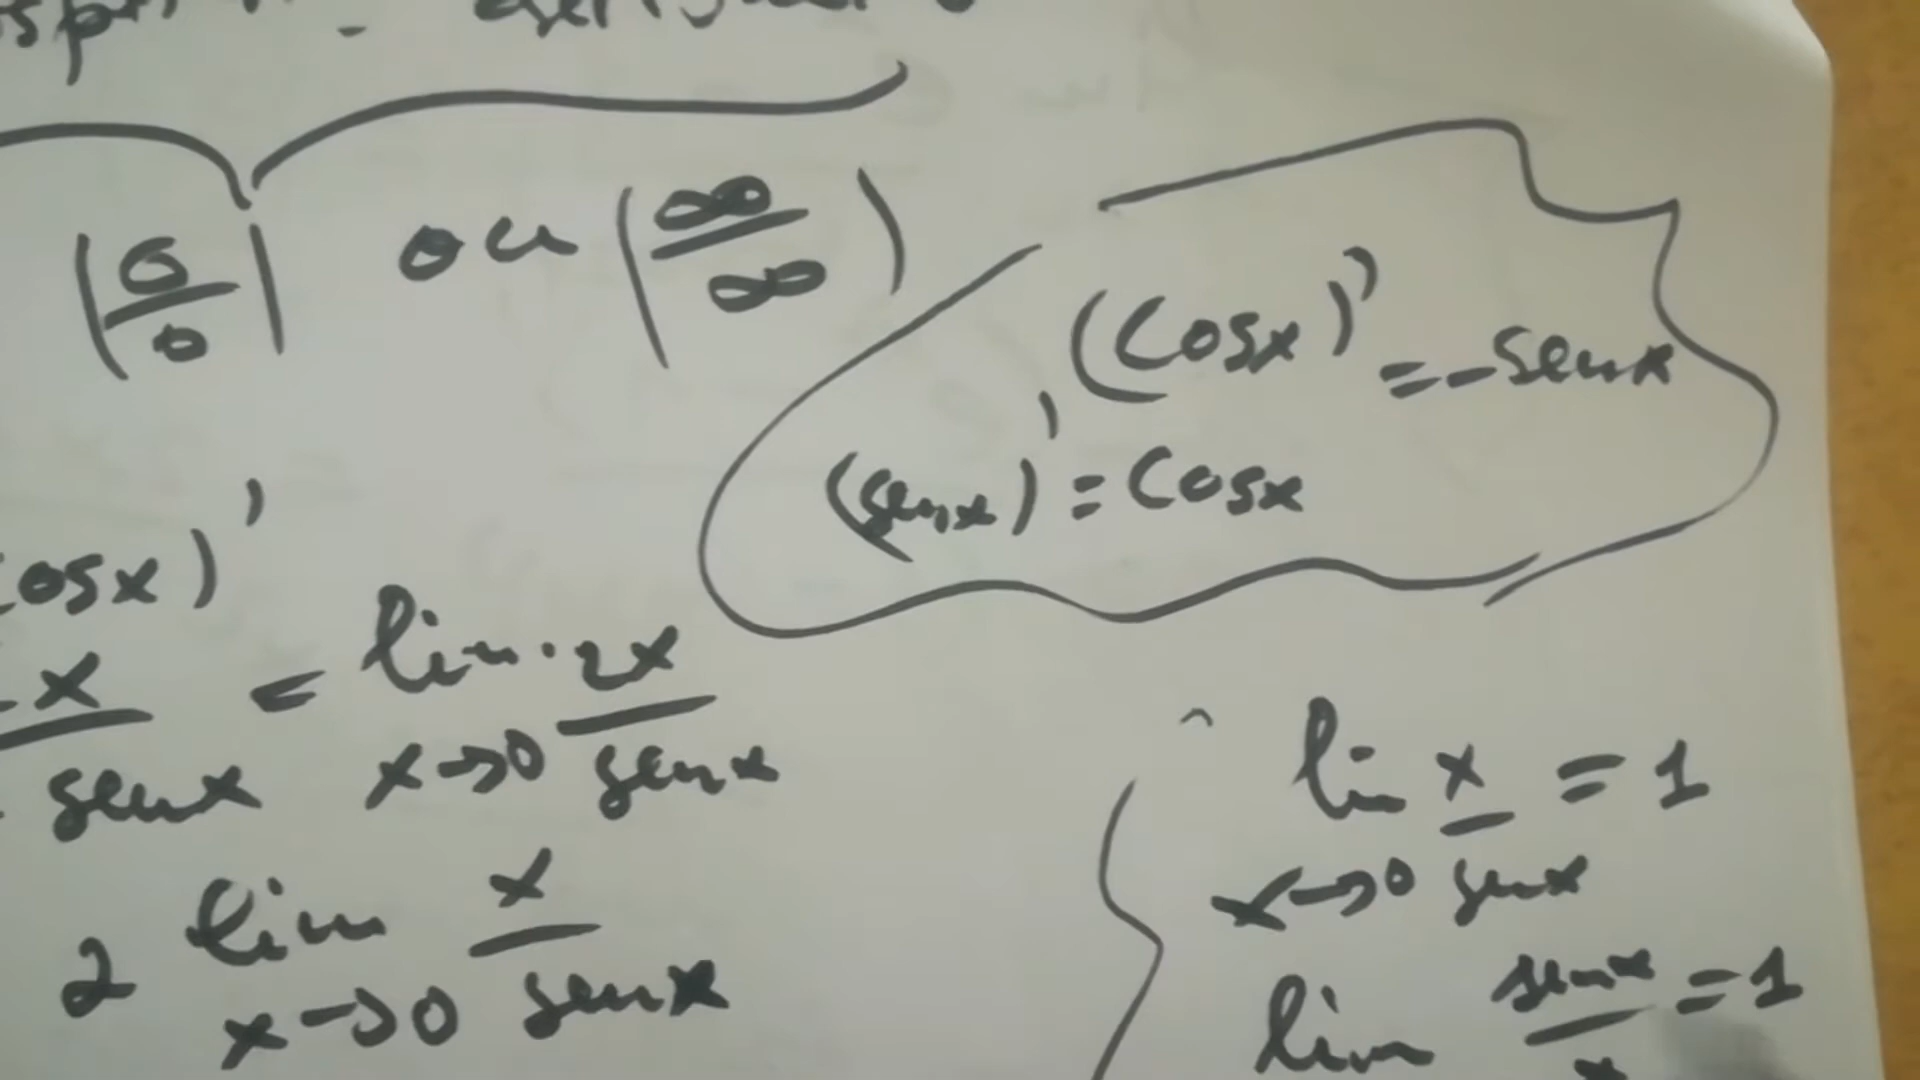 (0/0) ou (∞/∞)
(Cosx)' = -senx
(senx)' = Cosx
cosx)'
x/senx = lim x→0 2x/senx
2 lim x→0 x/senx
lim x→0 x/senx = 1
lim senx/x = 1